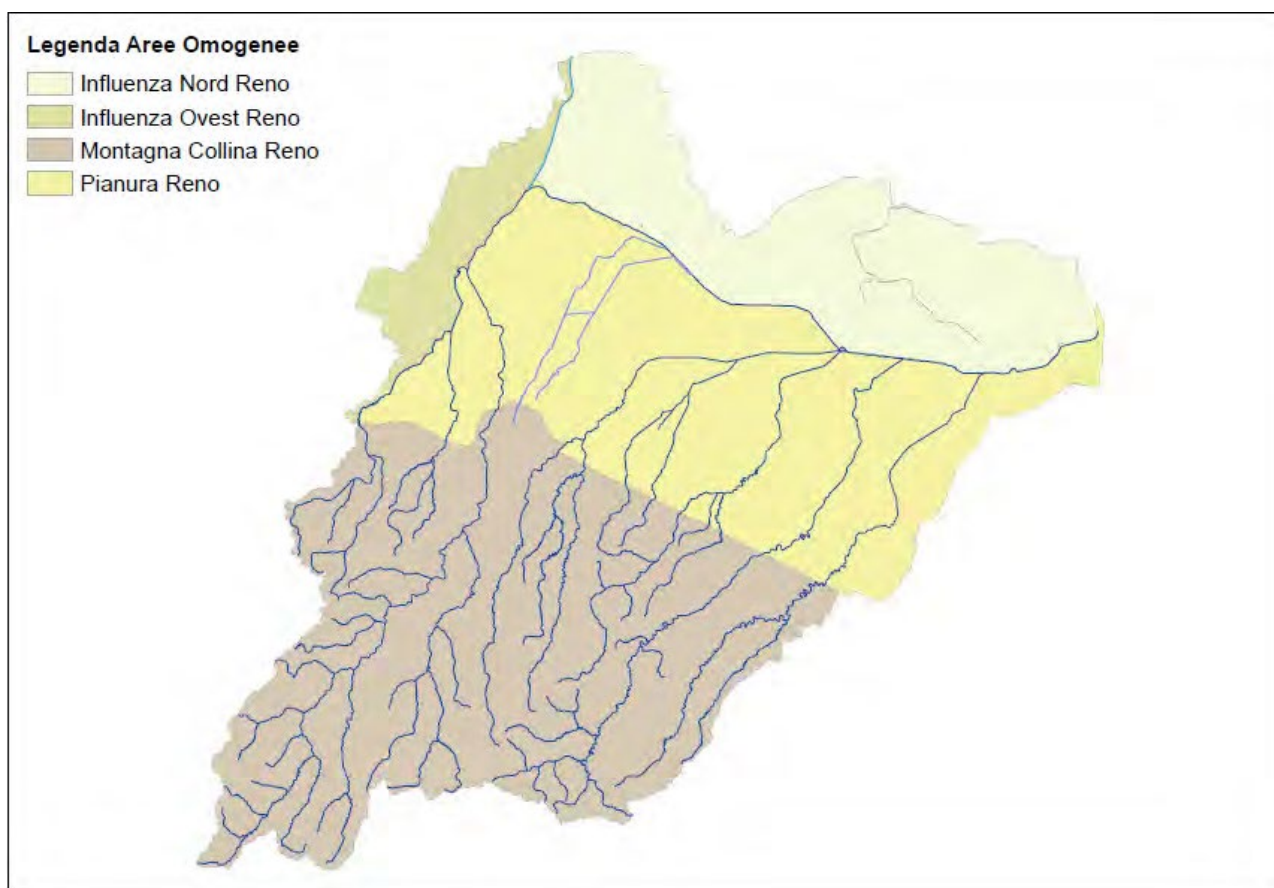 Legenda Aree Omogenee
Influenza Nord Reno
Influenza Ovest Reno
Montagna Collina Reno
Pianura Reno